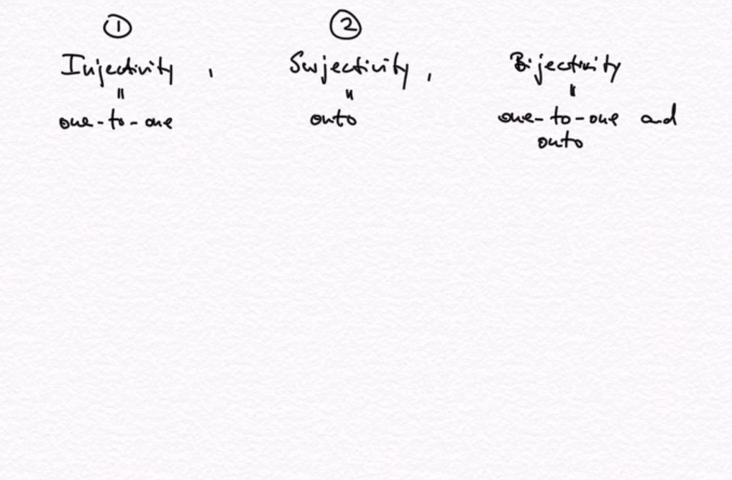 ① ②
Injectivity , Surjectivity , Bijectivity
" " "
one-to-one onto one-to-one and
onto